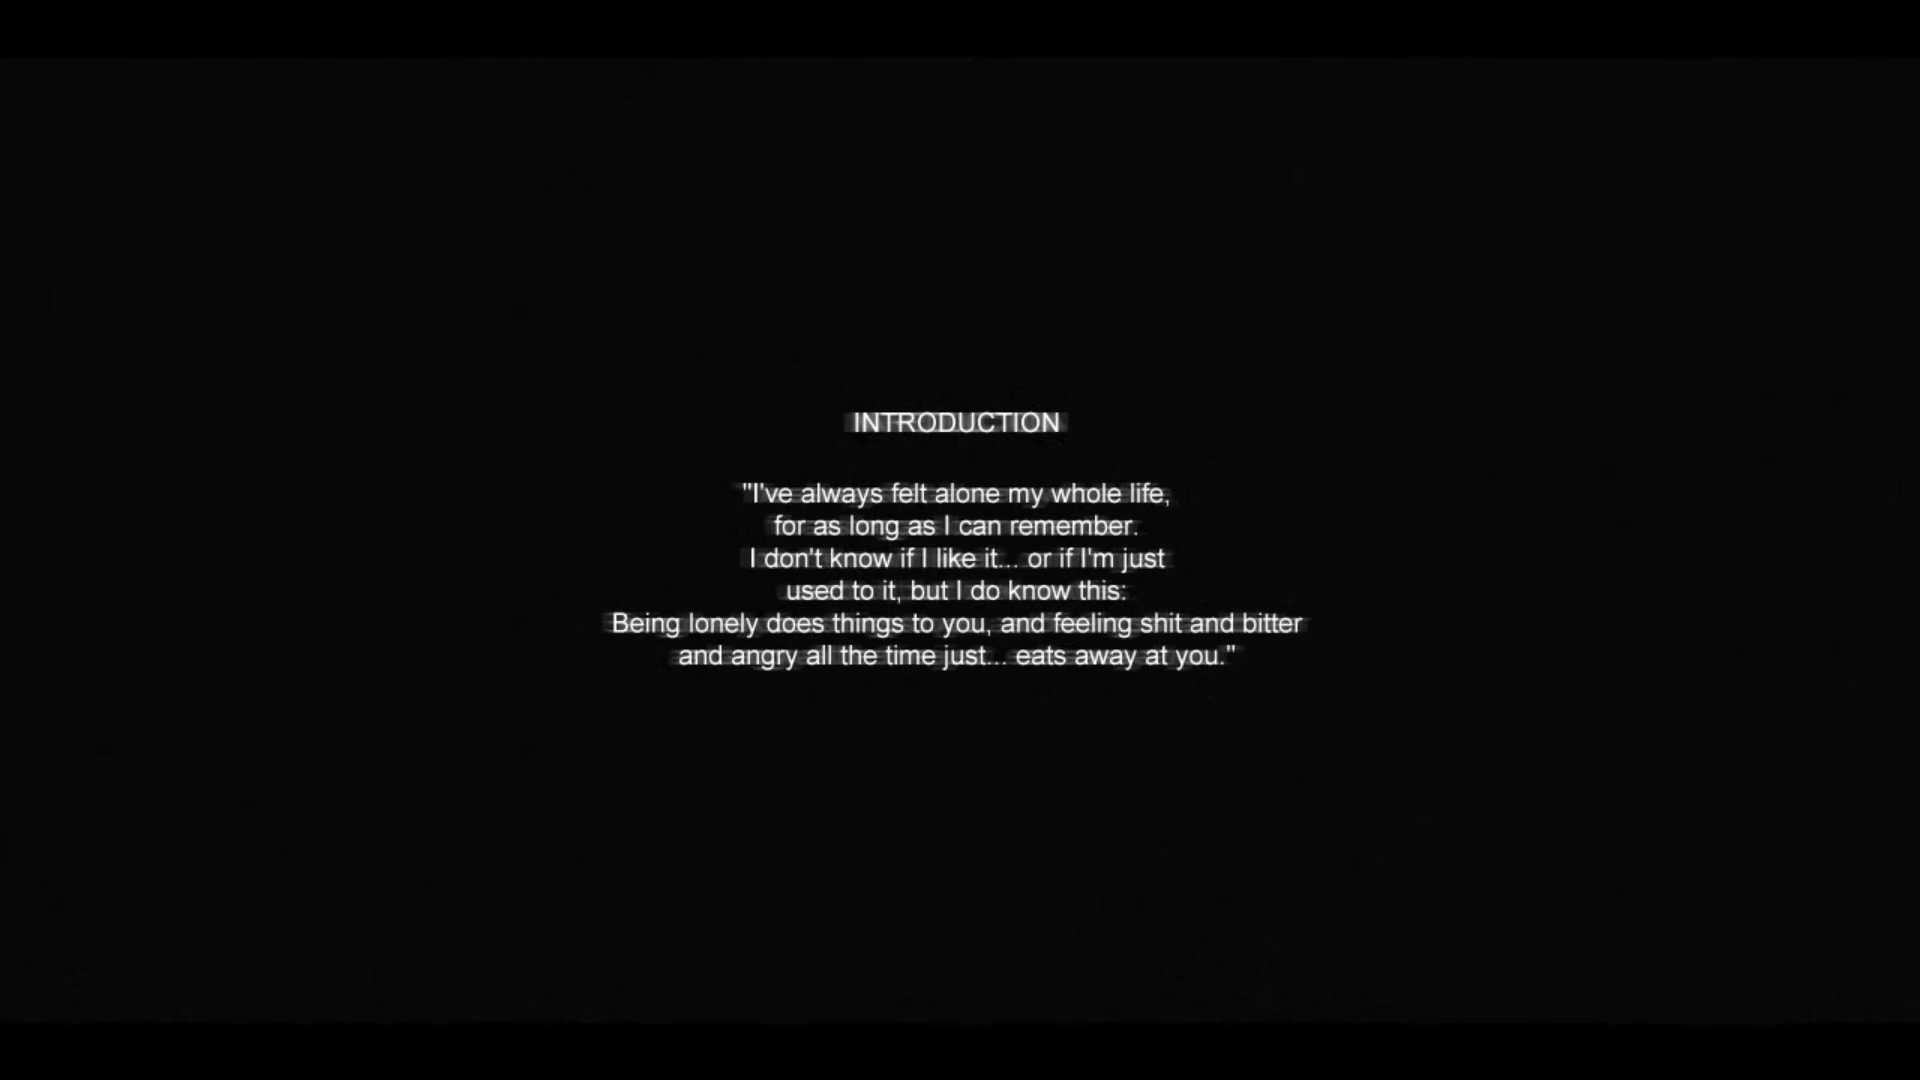 INTRODUCTION
"I've always felt alone my whole life,
for as long as I can remember.
I don't know if I like it... or if I'm just
used to it, but I do know this:
Being lonely does things to you, and feeling shit and bitter
and angry all the time just... eats away at you."